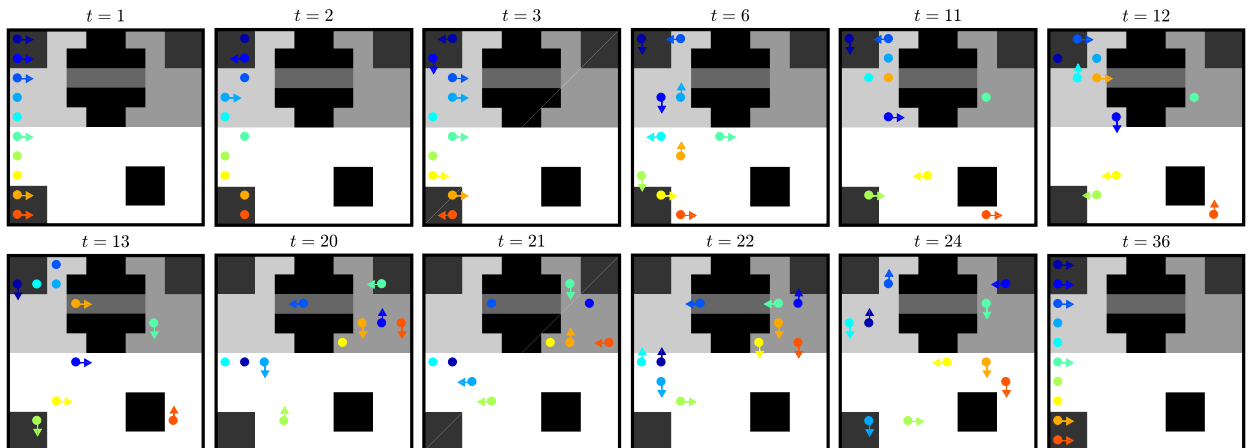 t = 1 t = 2 t = 3 t = 6 t = 11 t = 12
t = 13 t = 20 t = 21 t = 22 t = 24 t = 36